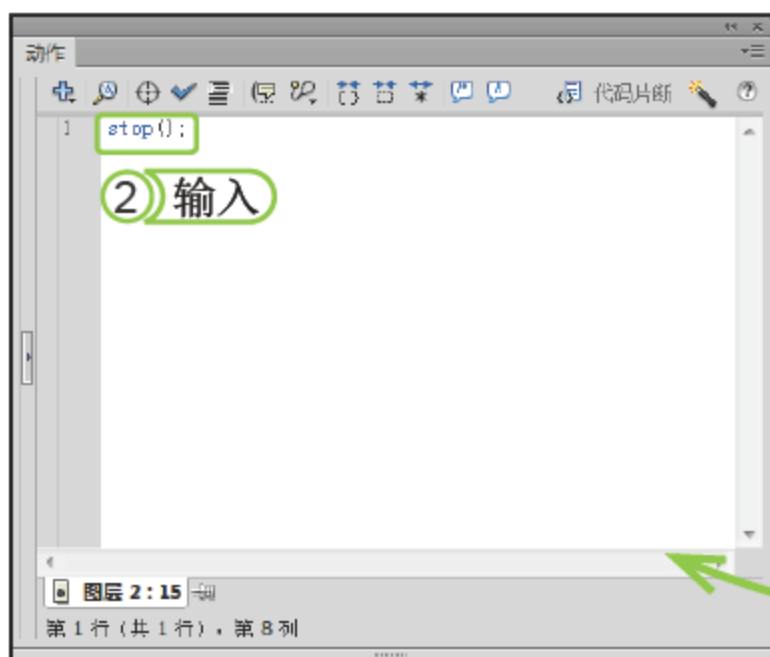 动作
代码片断
1 stop();
2 输入
图层 2:15
第 1 行（共 1 行），第 8 列